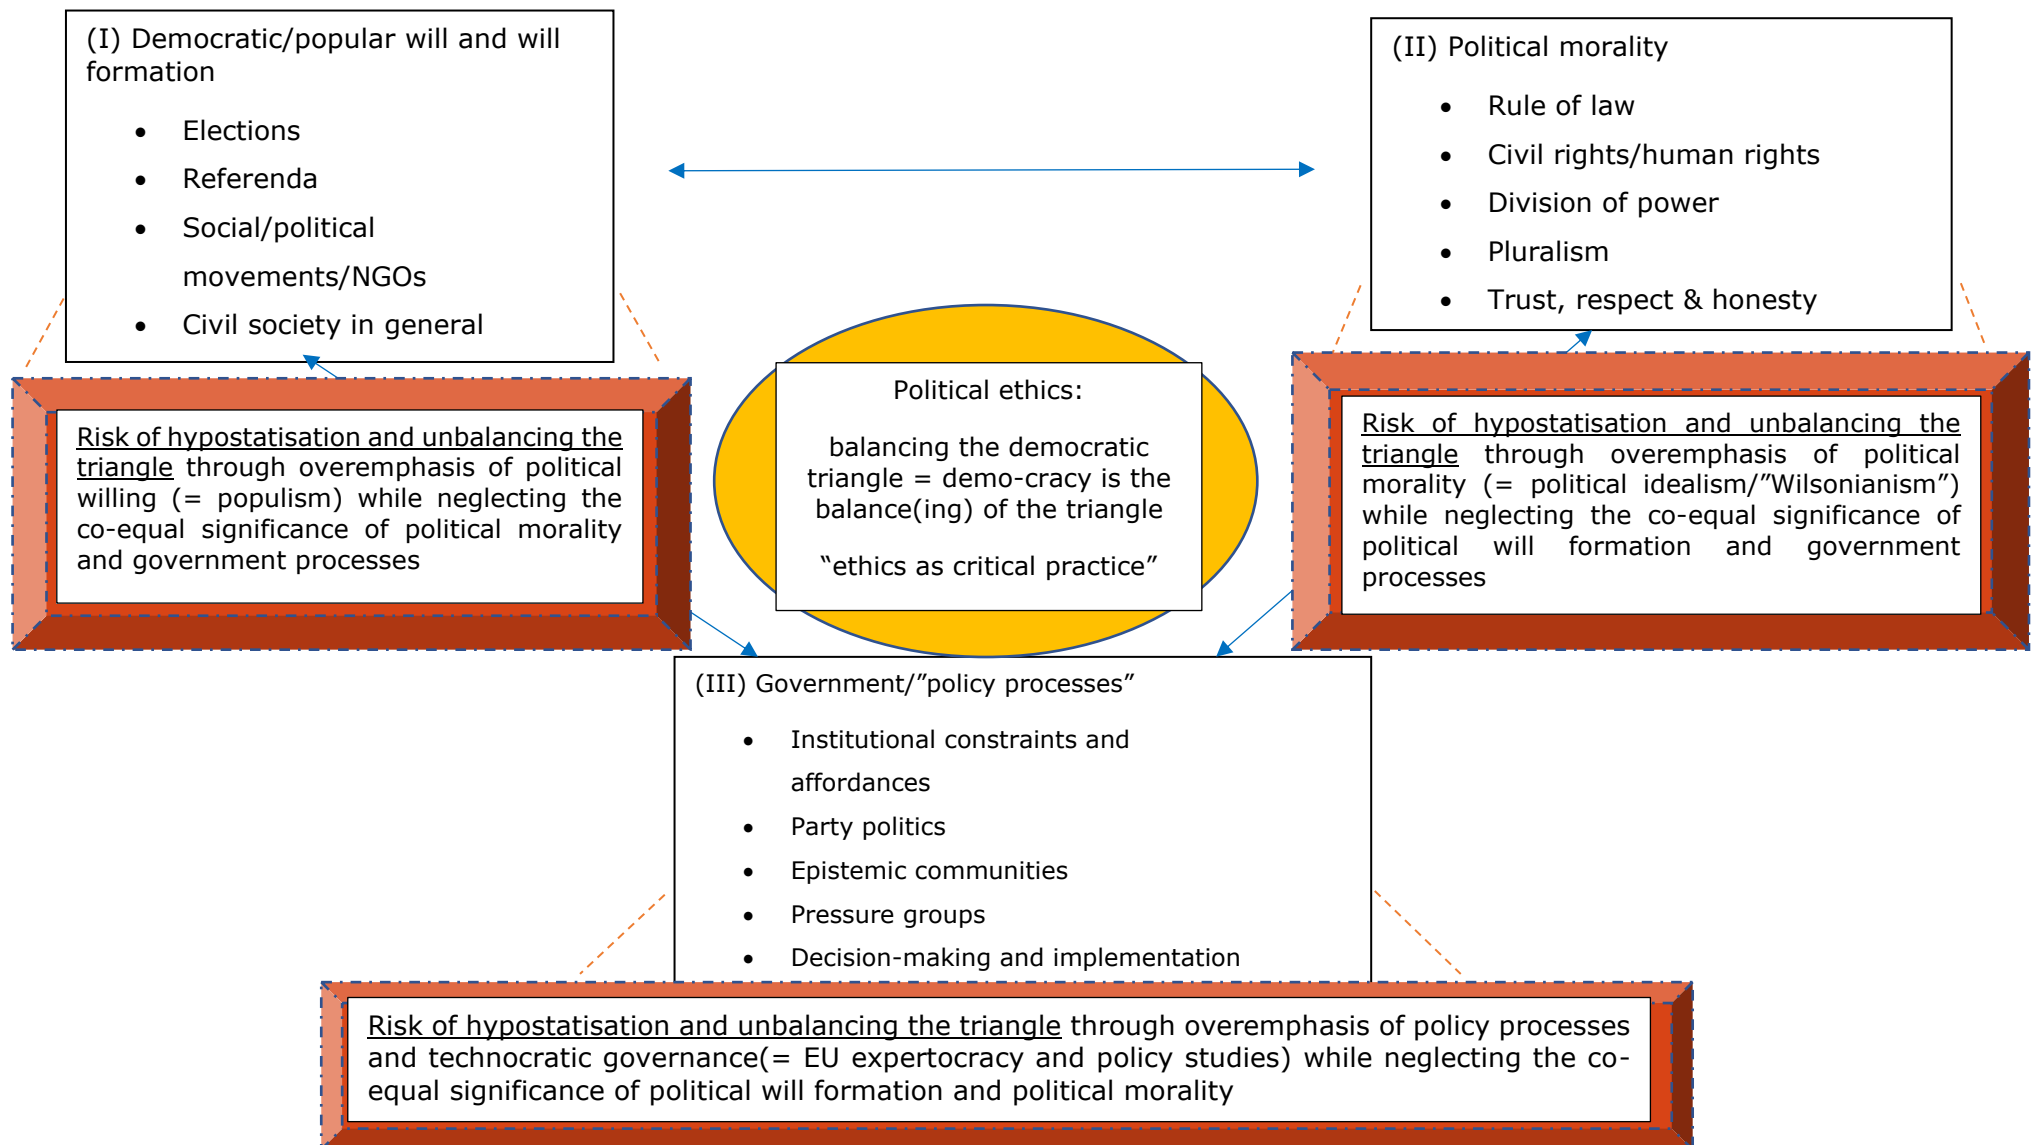 (I) Democratic/popular will and will
formation
• Elections
• Referenda
• Social/political
movements/NGOs
• Civil society in general
(II) Political morality
• Rule of law
• Civil rights/human rights
• Division of power
• Pluralism
• Trust, respect & honesty
Risk of hypostatisation and unbalancing the
triangle through overemphasis of political
willing (= populism) while neglecting the
co-equal significance of political morality
and government processes
Political ethics:
balancing the democratic
triangle = demo-cracy is the
balance(ing) of the triangle
“ethics as critical practice”
Risk of hypostatisation and unbalancing the
triangle through overemphasis of political
morality (= political idealism/”Wilsonianism”)
while neglecting the co-equal significance of
political will formation and government
processes
(III) Government/”policy processes”
• Institutional constraints and
affordances
• Party politics
• Epistemic communities
• Pressure groups
• Decision-making and implementation
Risk of hypostatisation and unbalancing the triangle through overemphasis of policy processes
and technocratic governance(= EU expertocracy and policy studies) while neglecting the co-
equal significance of political will formation and political morality